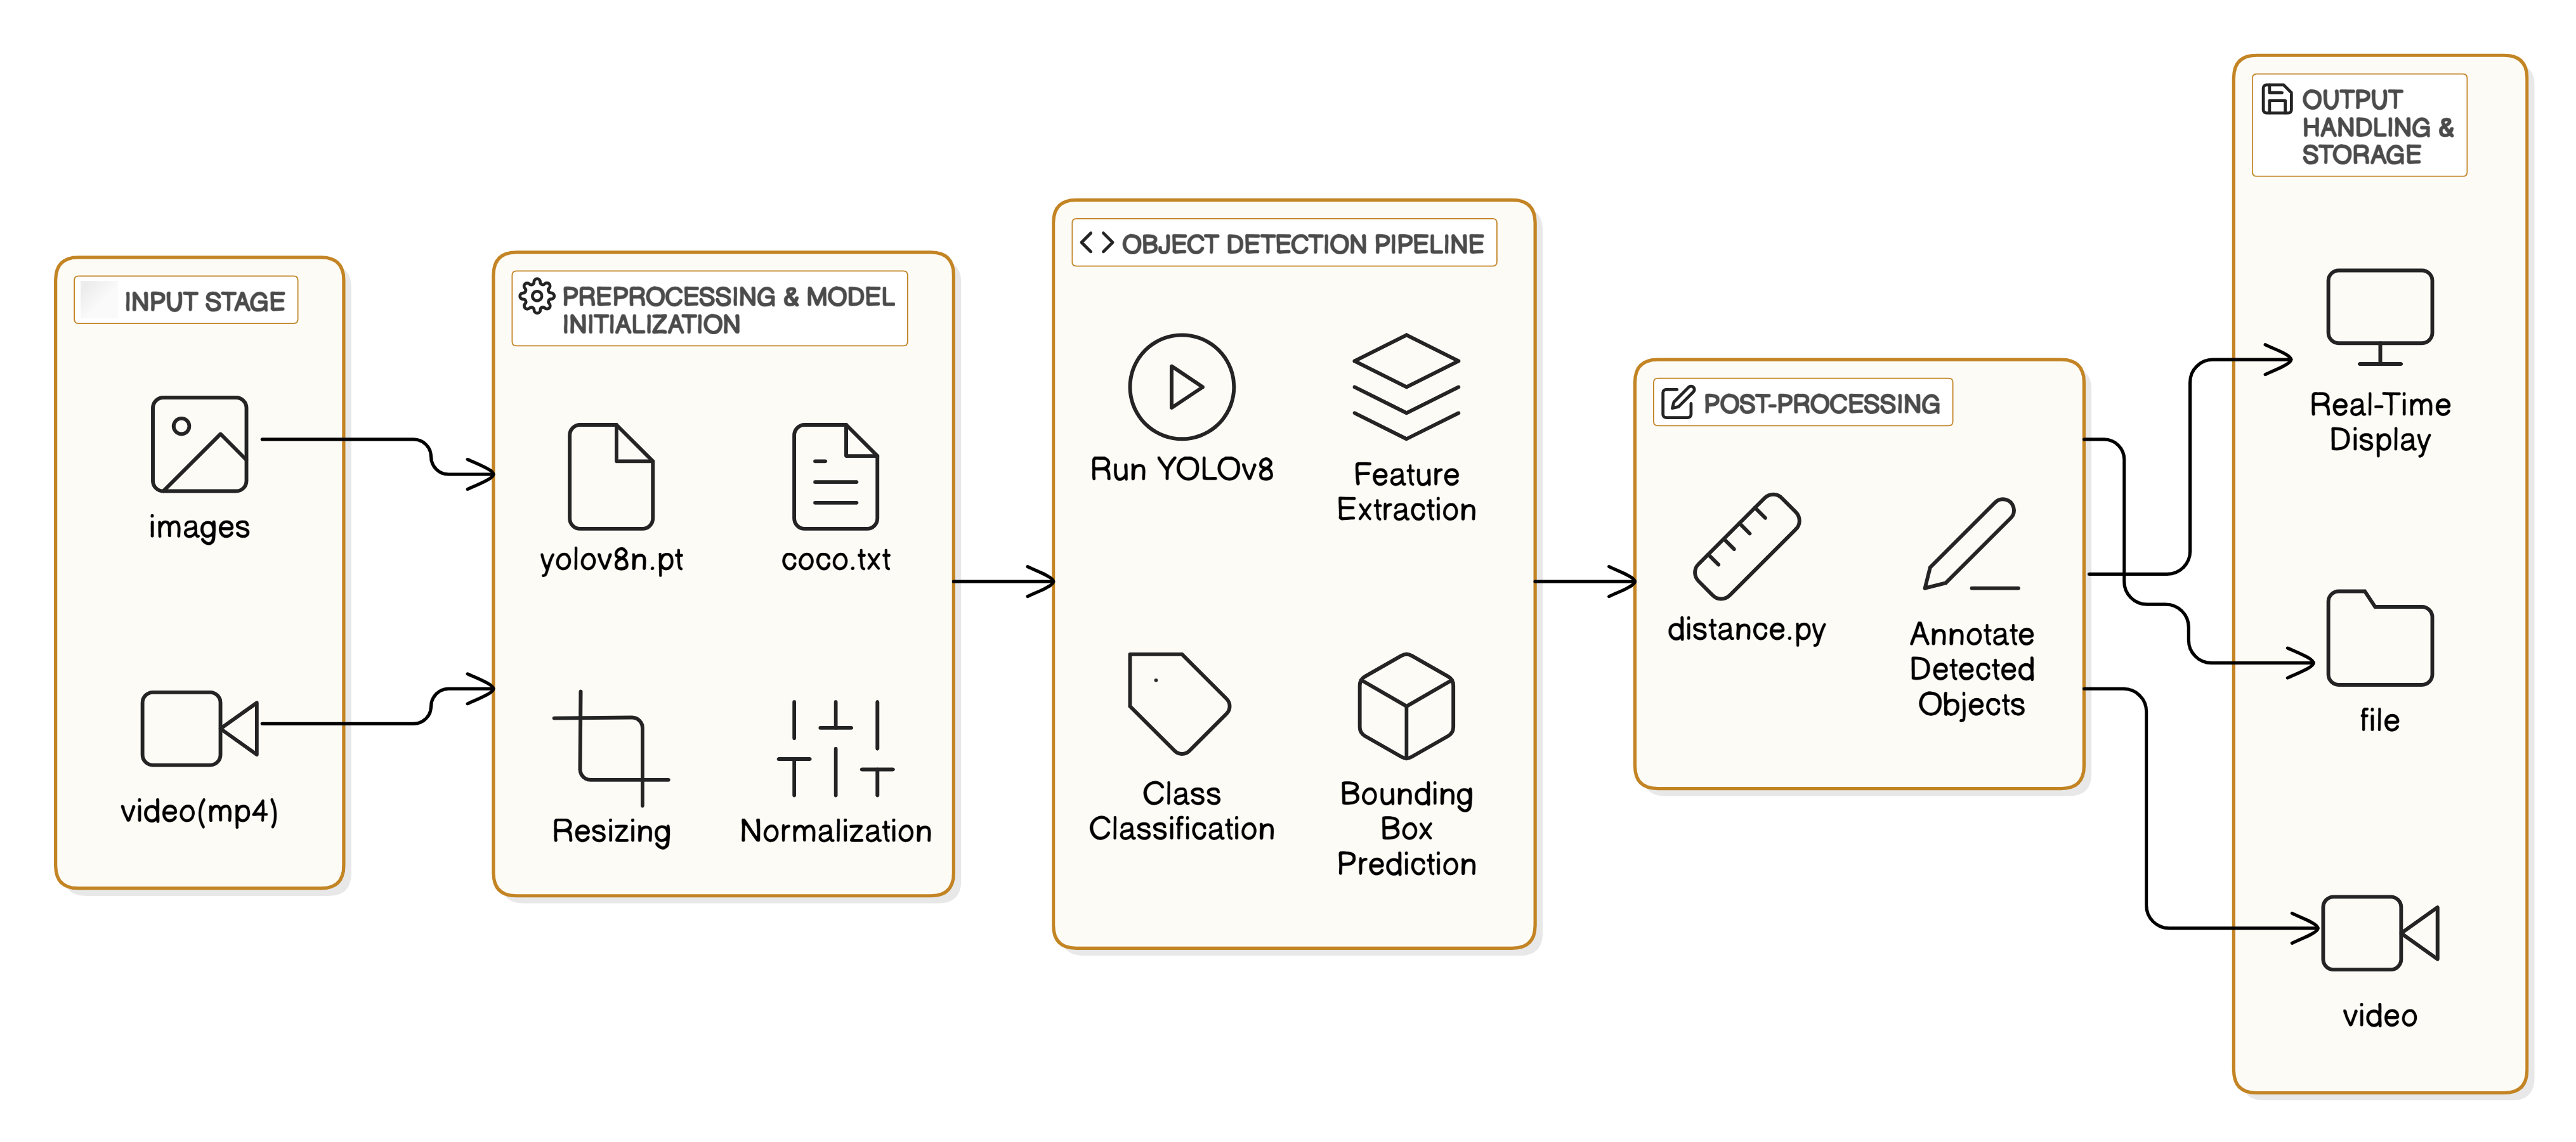 INPUT STAGE
images
video(mp4)
PREPROCESSING & MODEL
INITIALIZATION
yolov8n.pt
coco.txt
Resizing
Normalization
OBJECT DETECTION PIPELINE
Run YOLOv8
Feature
Extraction
Class
Classification
Bounding
Box
Prediction
POST-PROCESSING
distance.py
Annotate
Detected
Objects
OUTPUT
HANDLING &
STORAGE
Real-Time
Display
file
video